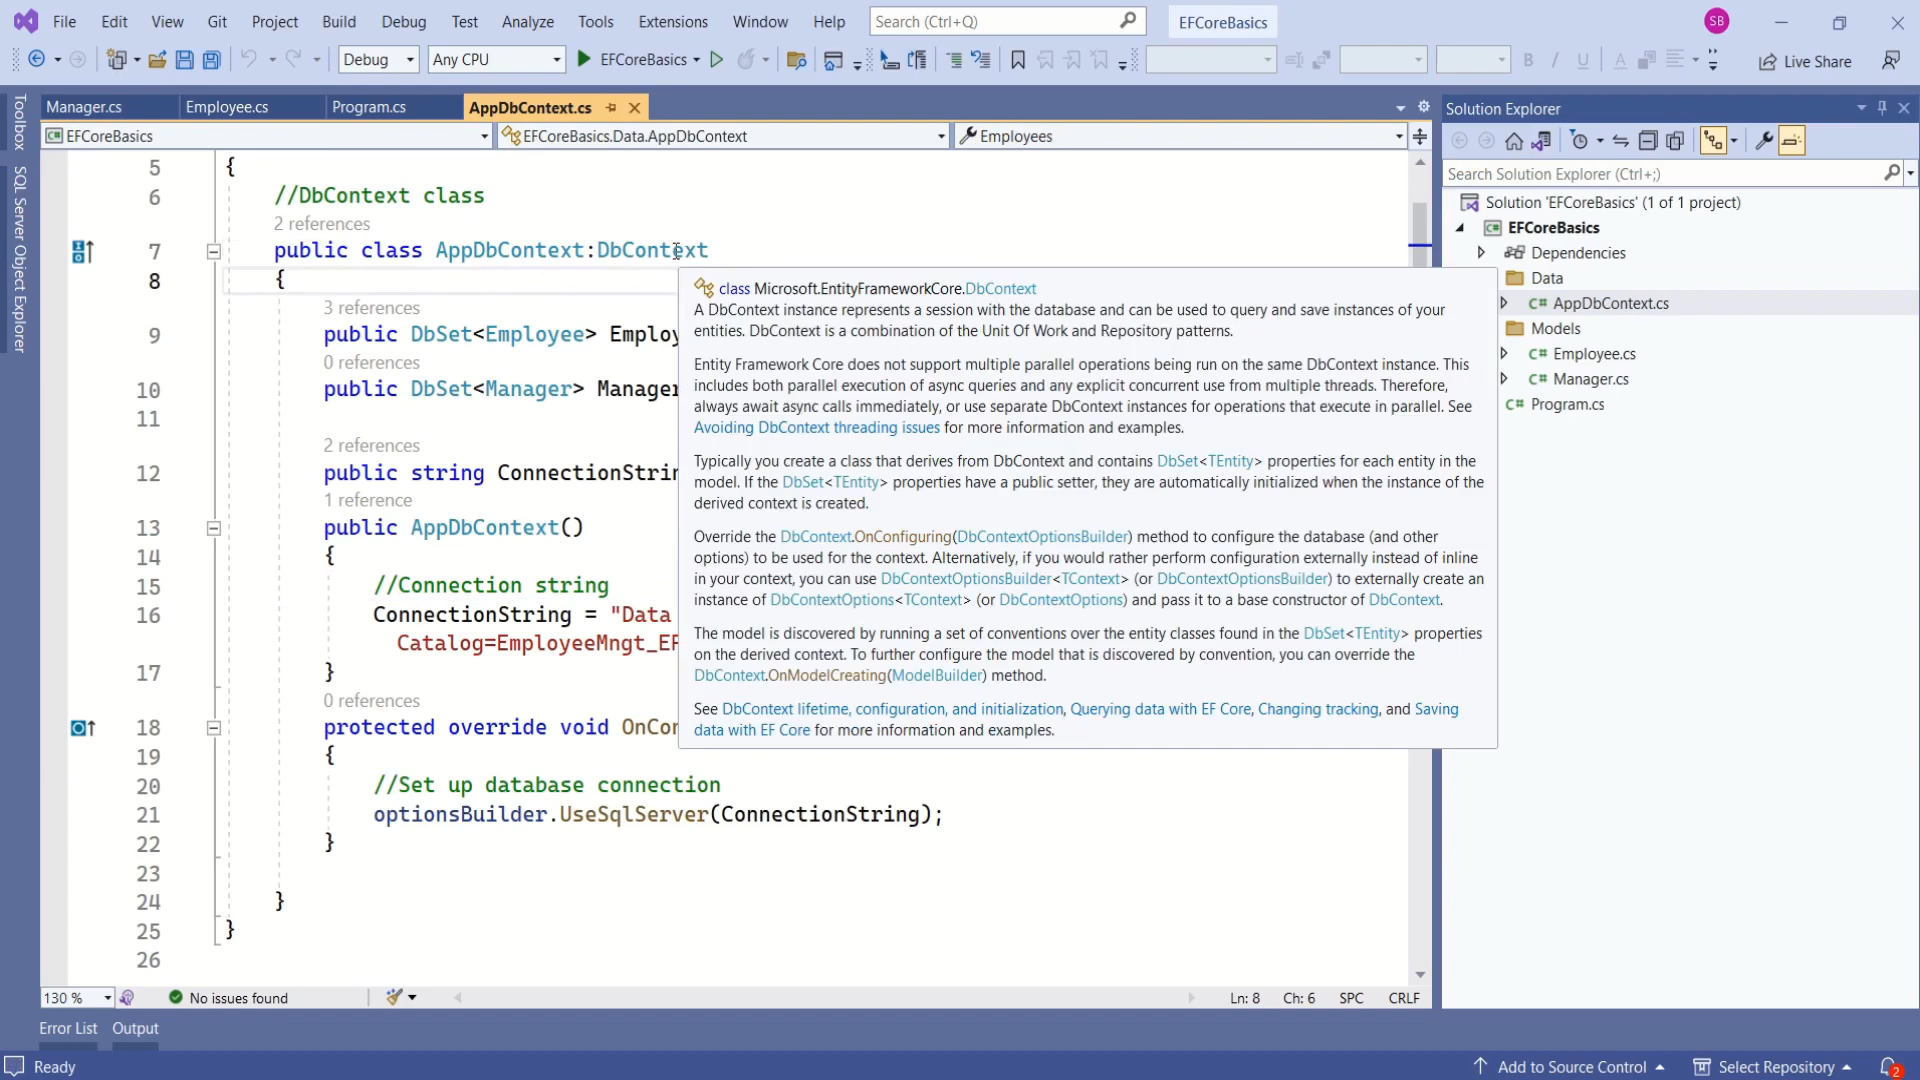 File Edit View Git Project Build Debug Test Analyze Tools Extensions Window Help Search (Ctrl+Q) EFCoreBasics SB
Debug Any CPU EFCoreBasics Live Share
Manager.cs Employee.cs Program.cs AppDbContext.cs
EFCoreBasics EFCoreBasics.Data.AppDbContext Employees
Toolbox
SQL Server Object Explorer
5 {
6 //DbContext class
2 references
7 public class AppDbContext:DbContext
8 {
3 references
9 public DbSet<Employee> Employ
0 references
10 public DbSet<Manager> Manager
11
2 references
12 public string ConnectionStrin
1 reference
13 public AppDbContext()
14 {
15 //Connection string
16 ConnectionString = "Data
Catalog=EmployeeMngt_EF
17 }
0 references
18 protected override void OnCon
19 {
20 //Set up database connection
21 optionsBuilder.UseSqlServer(ConnectionString);
22 }
23
24 }
25 }
26
class Microsoft.EntityFrameworkCore.DbContext
A DbContext instance represents a session with the database and can be used to query and save instances of your
entities. DbContext is a combination of the Unit Of Work and Repository patterns.
Entity Framework Core does not support multiple parallel operations being run on the same DbContext instance. This
includes both parallel execution of async queries and any explicit concurrent use from multiple threads. Therefore,
always await async calls immediately, or use separate DbContext instances for operations that execute in parallel. See
Avoiding DbContext threading issues for more information and examples.
Typically you create a class that derives from DbContext and contains DbSet<TEntity> properties for each entity in the
model. If the DbSet<TEntity> properties have a public setter, they are automatically initialized when the instance of the
derived context is created.
Override the DbContext.OnConfiguring(DbContextOptionsBuilder) method to configure the database (and other
options) to be used for the context. Alternatively, if you would rather perform configuration externally instead of inline
in your context, you can use DbContextOptionsBuilder<TContext> (or DbContextOptionsBuilder) to externally create an
instance of DbContextOptions<TContext> (or DbContextOptions) and pass it to a base constructor of DbContext.
The model is discovered by running a set of conventions over the entity classes found in the DbSet<TEntity> properties
on the derived context. To further configure the model that is discovered by convention, you can override the
DbContext.OnModelCreating(ModelBuilder) method.
See DbContext lifetime, configuration, and initialization, Querying data with EF Core, Changing tracking, and Saving
data with EF Core for more information and examples.
Solution Explorer
Search Solution Explorer (Ctrl+;)
Solution 'EFCoreBasics' (1 of 1 project)
EFCoreBasics
Dependencies
Data
C# AppDbContext.cs
Models
C# Employee.cs
C# Manager.cs
C# Program.cs
130 % No issues found Ln: 8 Ch: 6 SPC CRLF
Error List Output
Ready Add to Source Control Select Repository 2